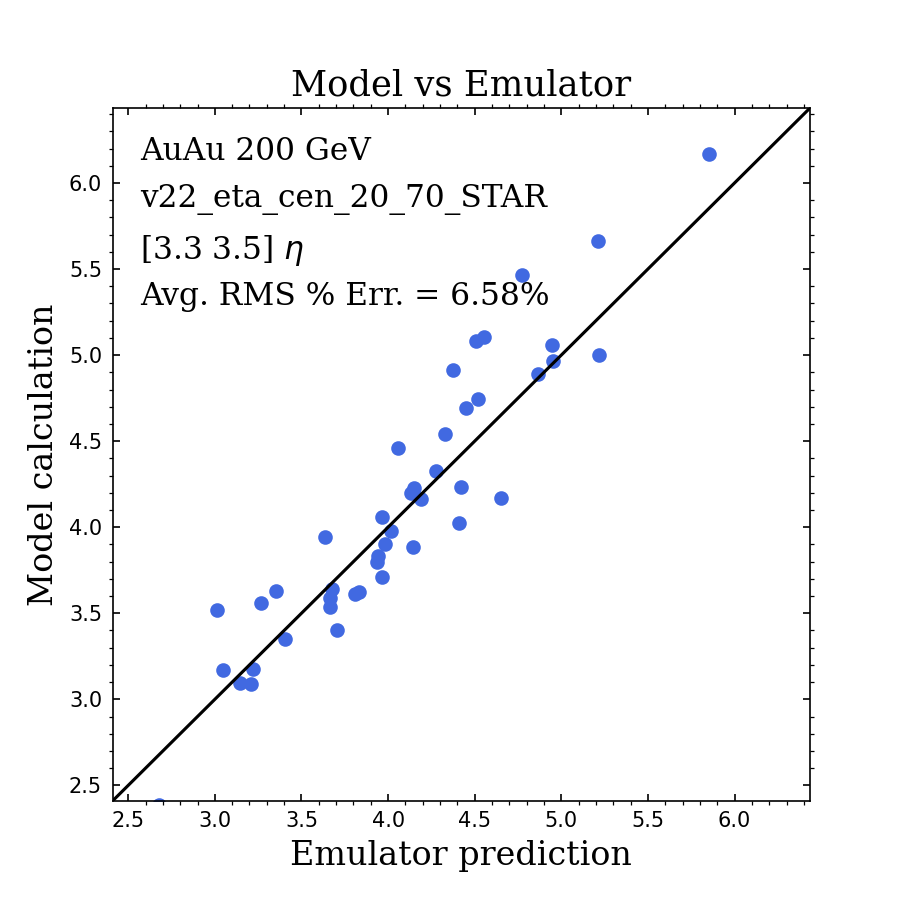 Model vs Emulator
AuAu 200 GeV
v22_eta_cen_20_70_STAR
[3.3 3.5] η
Avg. RMS % Err. = 6.58%
Model calculation
6.0
5.5
5.0
4.5
4.0
3.5
3.0
2.5
2.5 3.0 3.5 4.0 4.5 5.0 5.5 6.0
Emulator prediction